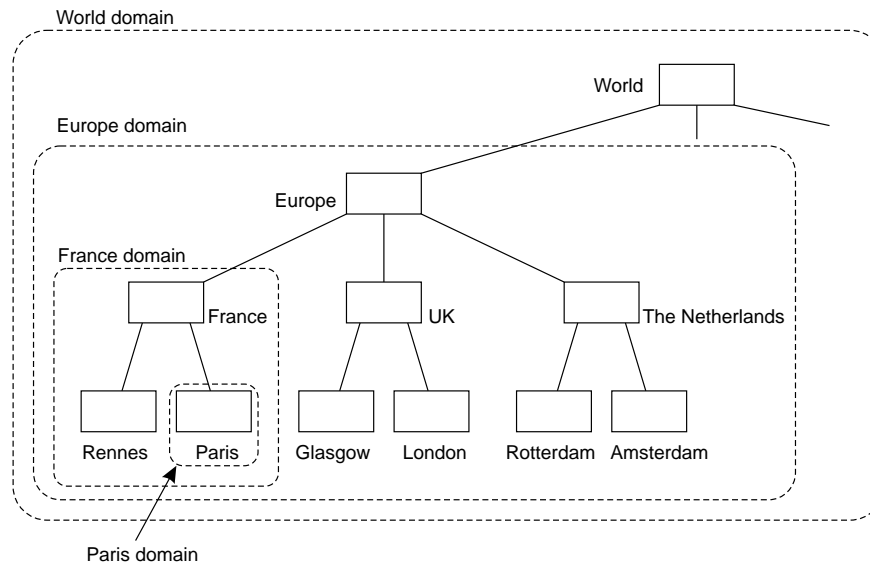 World domain
World
Europe domain
Europe
France domain
France
UK
The Netherlands
Rennes
Paris
Glasgow
London
Rotterdam
Amsterdam
Paris domain